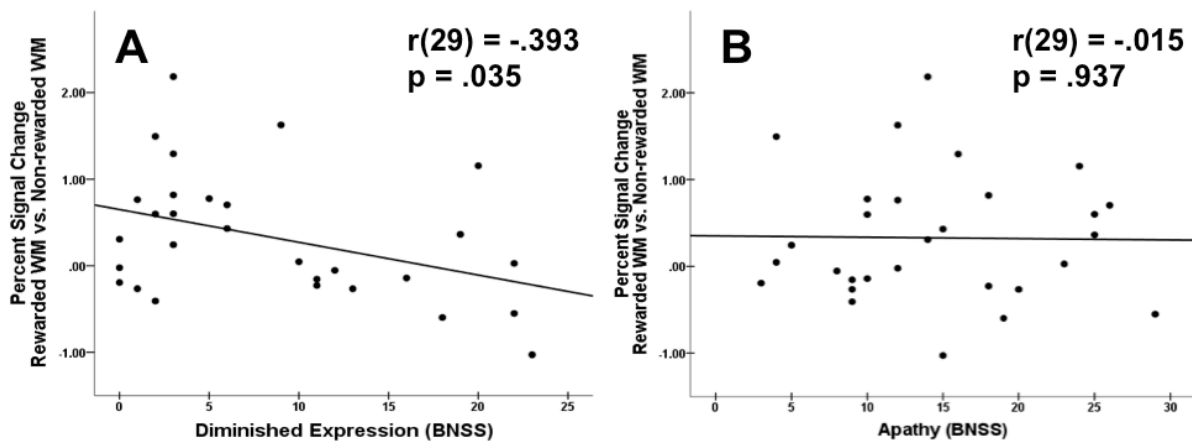 A
r(29) = -.393
p = .035
Percent Signal Change
Rewarded WM vs. Non-rewarded WM
2.00
1.00
.00
-1.00
0 5 10 15 20 25
Diminished Expression (BNSS)
B
r(29) = -.015
p = .937
Percent Signal Change
Rewarded WM vs. Non-rewarded WM
2.00
1.00
.00
-1.00
0 5 10 15 20 25 30
Apathy (BNSS)